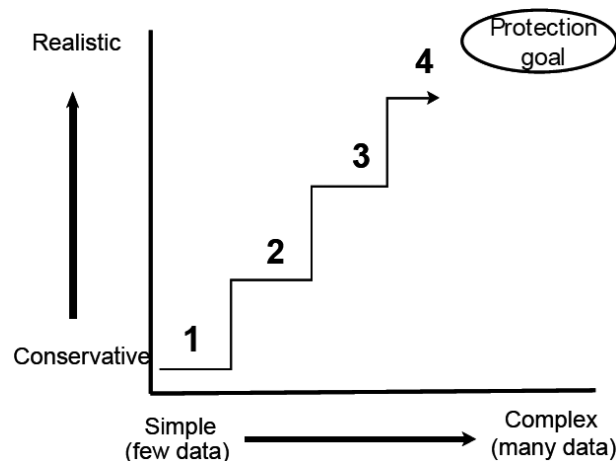 Protection
goal
Realistic
4
3
2
1
Conservative
Simple
(few data)
Complex
(many data)